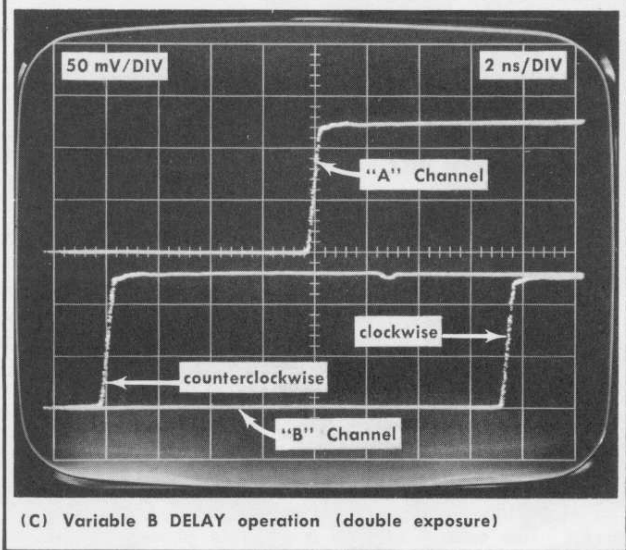 50 mV/DIV
2 ns/DIV
“A” Channel
clockwise
counterclockwise
“B” Channel
(C) Variable B DELAY operation (double exposure)